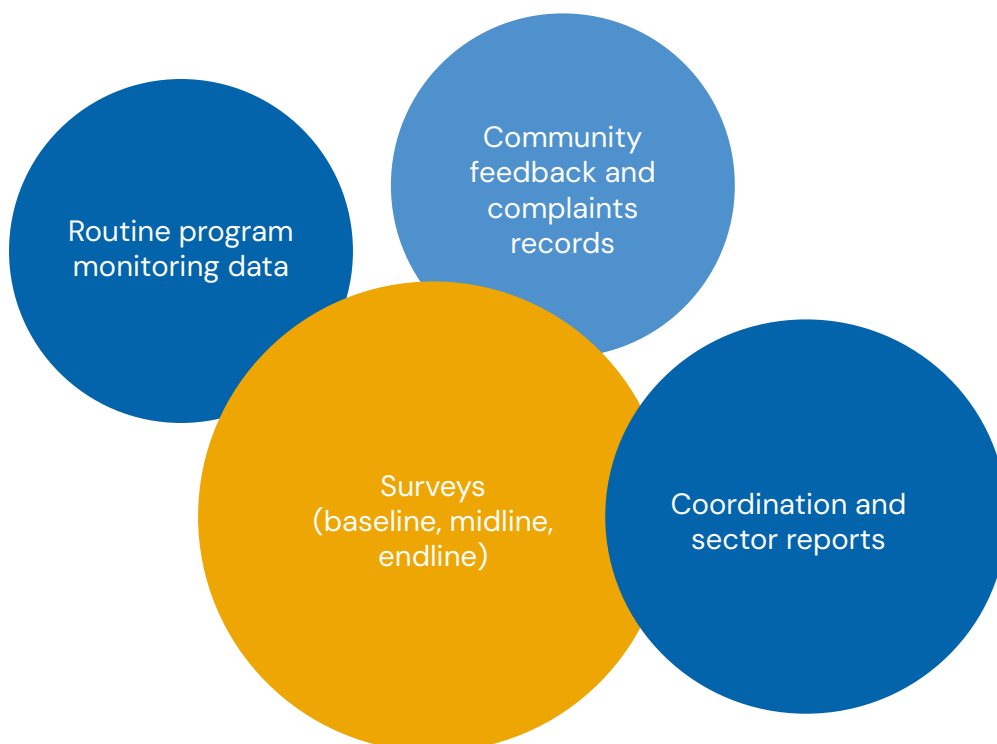 Routine program
monitoring data
Community
feedback and
complaints
records
Surveys
(baseline, midline,
endline)
Coordination and
sector reports